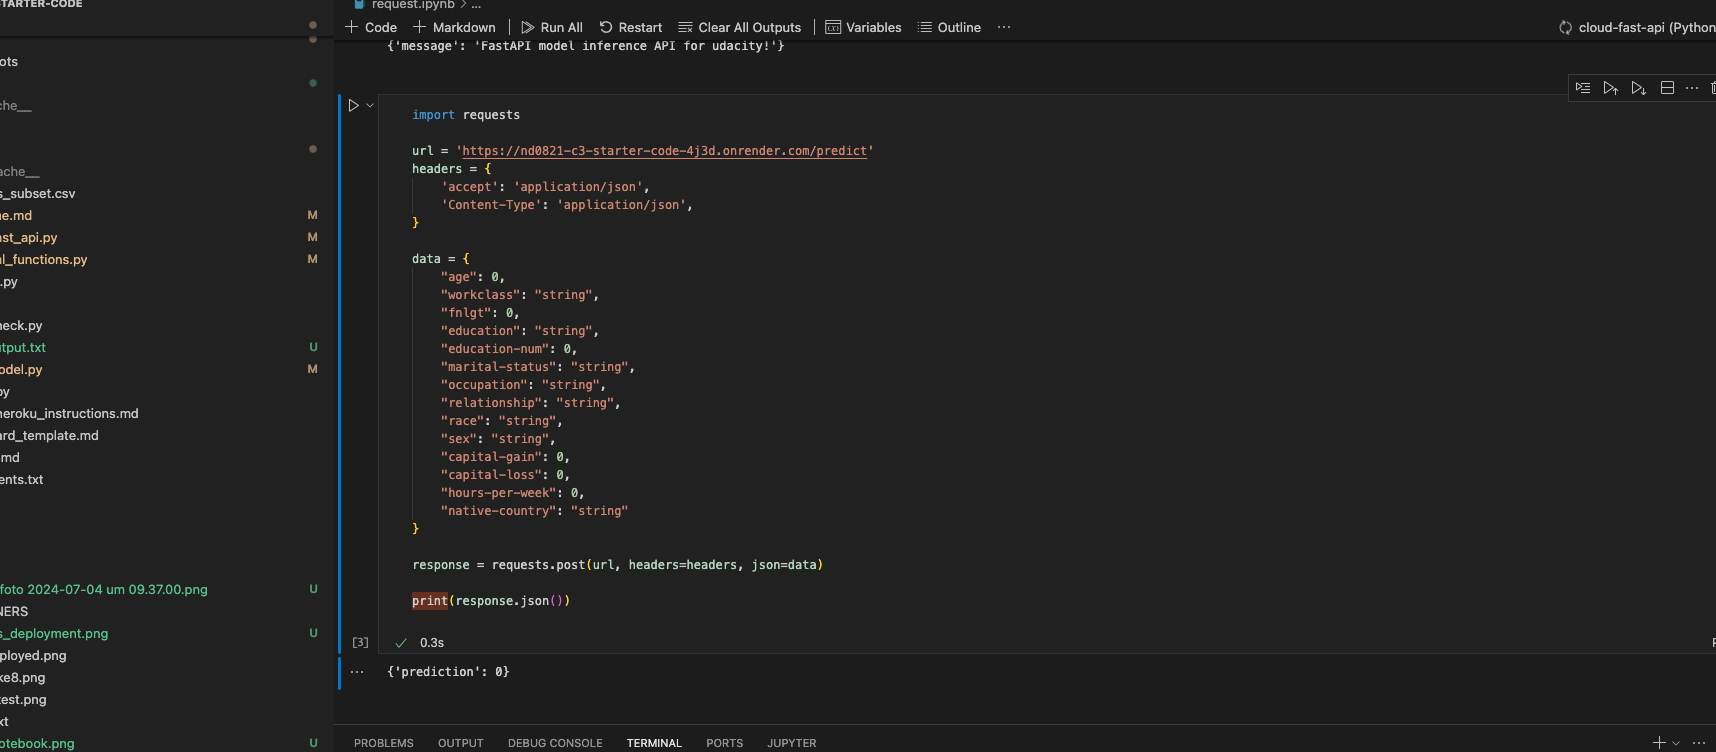 STARTER-CODE
request.ipynb > ...
Code
Markdown
Run All
Restart
Clear All Outputs
Variables
Outline
...
cloud-fast-api (Python
{'message': 'FastAPI model inference API for udacity!'}
ots
che__
ache__
s_subset.csv
e.md M
st_api.py M
l_functions.py M
.py
heck.py
tput.txt U
odel.py M
py
heroku_instructions.md
ard_template.md
md
ents.txt
foto 2024-07-04 um 09.37.00.png U
NERS
s_deployment.png U
ployed.png
ke8.png
test.png
xt
otebook.png U
import requests
url = 'https://nd0821-c3-starter-code-4j3d.onrender.com/predict'
headers = {
'accept': 'application/json',
'Content-Type': 'application/json',
}
data = {
"age": 0,
"workclass": "string",
"fnlgt": 0,
"education": "string",
"education-num": 0,
"marital-status": "string",
"occupation": "string",
"relationship": "string",
"race": "string",
"sex": "string",
"capital-gain": 0,
"capital-loss": 0,
"hours-per-week": 0,
"native-country": "string"
}
response = requests.post(url, headers=headers, json=data)
print(response.json())
[3]
0.3s
{'prediction': 0}
PROBLEMS
OUTPUT
DEBUG CONSOLE
TERMINAL
PORTS
JUPYTER